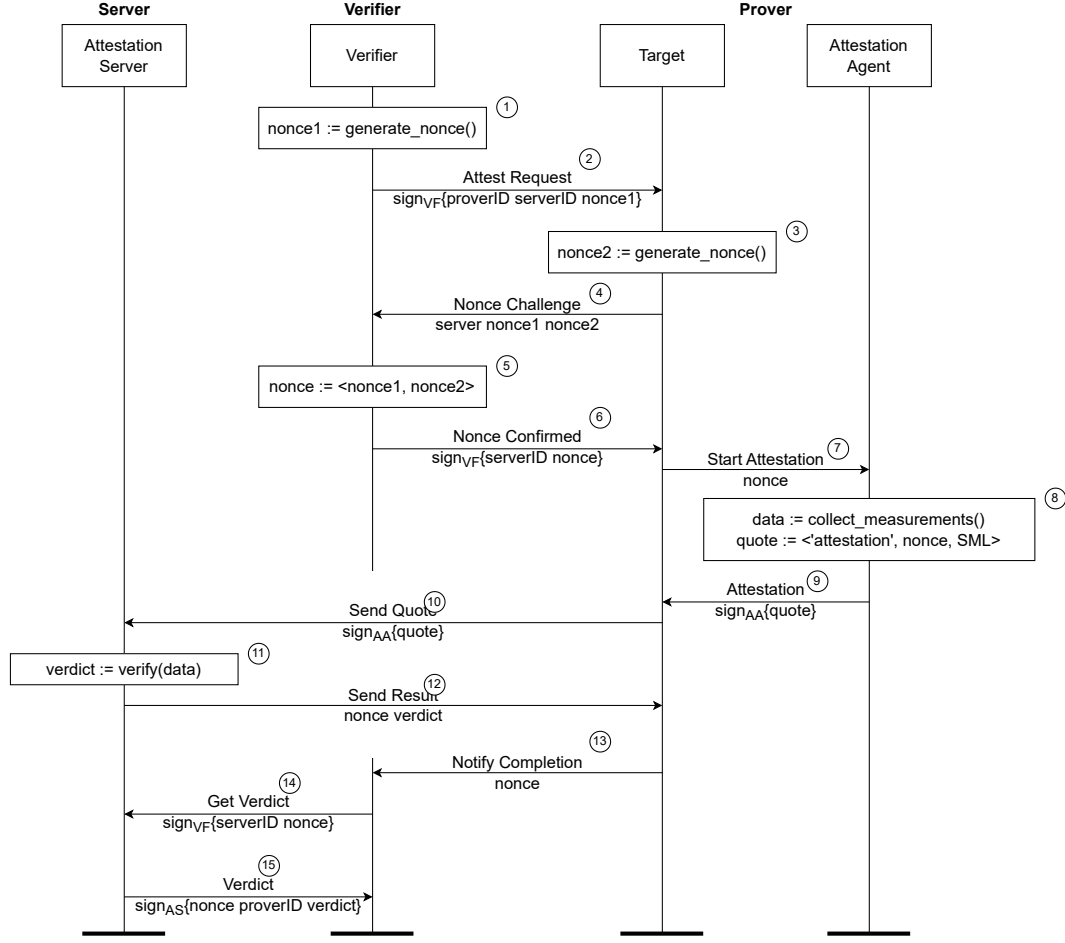 Server
Verifier
Prover
Attestation
Server
Verifier
Target
Attestation
Agent
1
nonce1 := generate_nonce()
2
Attest Request
signVF{proverID serverID nonce1}
3
nonce2 := generate_nonce()
4
Nonce Challenge
server nonce1 nonce2
5
nonce := <nonce1, nonce2>
6
Nonce Confirmed
signVF{serverID nonce}
7
Start Attestation
nonce
8
data := collect_measurements()
quote := <'attestation', nonce, SML>
9
Attestation
signAA{quote}
10
Send Quote
signAA{quote}
11
verdict := verify(data)
12
Send Result
nonce verdict
13
Notify Completion
nonce
14
Get Verdict
signVF{serverID nonce}
15
Verdict
signAS{nonce proverID verdict}